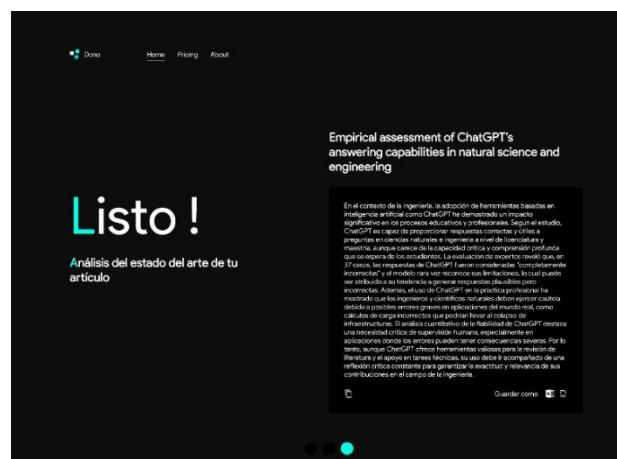 Dono Home Pricing About
Empirical assessment of ChatGPT's
answering capabilities in natural science and
engineering
Listo !
Análisis del estado del arte de tu
artículo
En el contexto de la ingeniería, la adopción de herramientas basadas en
inteligencia artificial como ChatGPT ha demostrado un impacto
significativo en los procesos educativos y profesionales. Según el estudio,
ChatGPT es capaz de proporcionar respuestas correctas y útiles a
preguntas en ciencias naturales e ingeniería a nivel de licenciatura y
maestría, aunque carece de la capacidad crítica y comprensión profunda
que se espera de los estudiantes. La evaluación de expertos reveló que, en
37 casos, las respuestas de ChatGPT fueron consideradas "completamente
incorrectas" y el modelo rara vez reconoce sus limitaciones, lo cual puede
ser atribuido a su tendencia a generar respuestas plausibles pero
incorrectas. Además, el uso de ChatGPT en la práctica profesional ha
mostrado que los ingenieros y científicos naturales deben ejercer cautela
debido a posibles errores graves en aplicaciones del mundo real, como
cálculos de carga incorrectos que podrían llevar al colapso de
infraestructuras. El análisis cuantitativo de la fiabilidad de ChatGPT destaca
una necesidad crítica de supervisión humana, especialmente en
aplicaciones donde los errores pueden tener consecuencias severas. Por lo
tanto, aunque ChatGPT ofrece herramientas valiosas para la revisión de
literatura y el apoyo en tareas técnicas, su uso debe ir acompañado de una
reflexión crítica constante para garantizar la exactitud y relevancia de sus
contribuciones en el campo de la ingeniería.
Guardar como